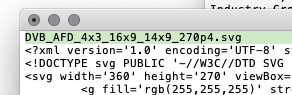 Industry Group
DVB_AFD_4x3_16x9_14x9_270p4.svg
<?xml version='1.0' encoding='UTF-8' s
<!DOCTYPE svg PUBLIC '-//W3C//DTD SVG
<svg width='360' height='270' viewBox=
<g fill='rgb(255,255,255)' str